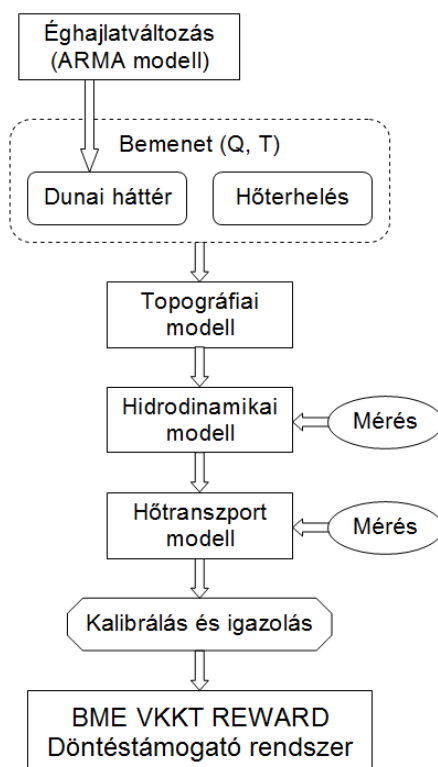 Éghajlatváltozás
(ARMA modell)
Bemenet (Q, T)
Dunai háttér
Hőterhelés
Topográfiai
modell
Hidrodinamikai
modell
Mérés
Hőtranszport
modell
Mérés
Kalibrálás és igazolás
BME VKKT REWARD
Döntéstámogató rendszer